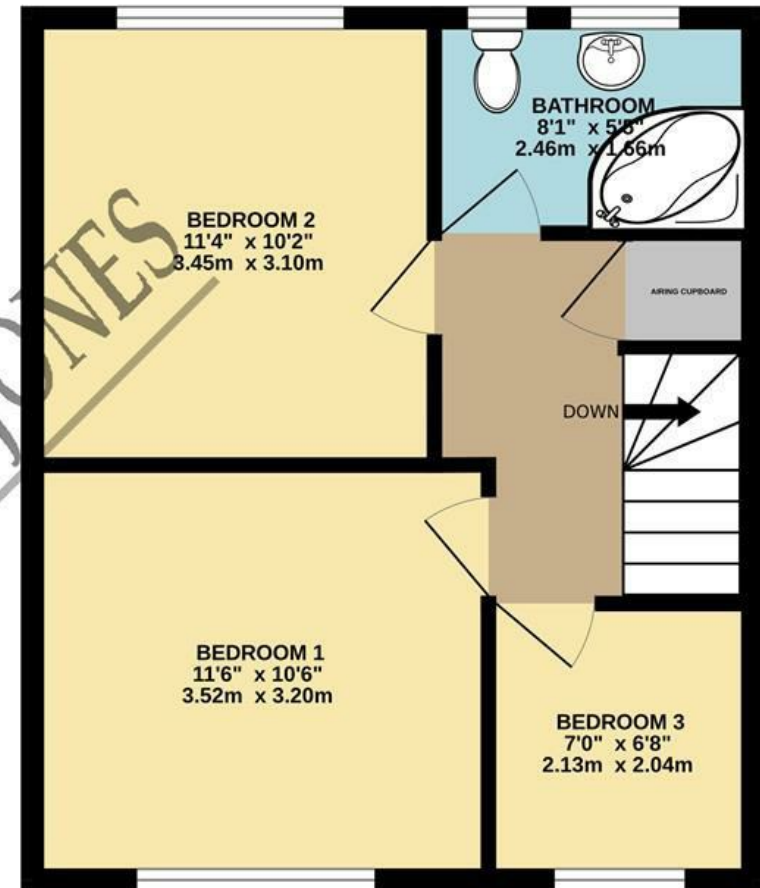 BATHROOM
8'1" x 5'5"
2.46m x 1.66m
BEDROOM 2
11'4" x 10'2"
3.45m x 3.10m
JONES
AIRING CUPBOARD
DOWN
BEDROOM 1
11'6" x 10'6"
3.52m x 3.20m
BEDROOM 3
7'0" x 6'8"
2.13m x 2.04m